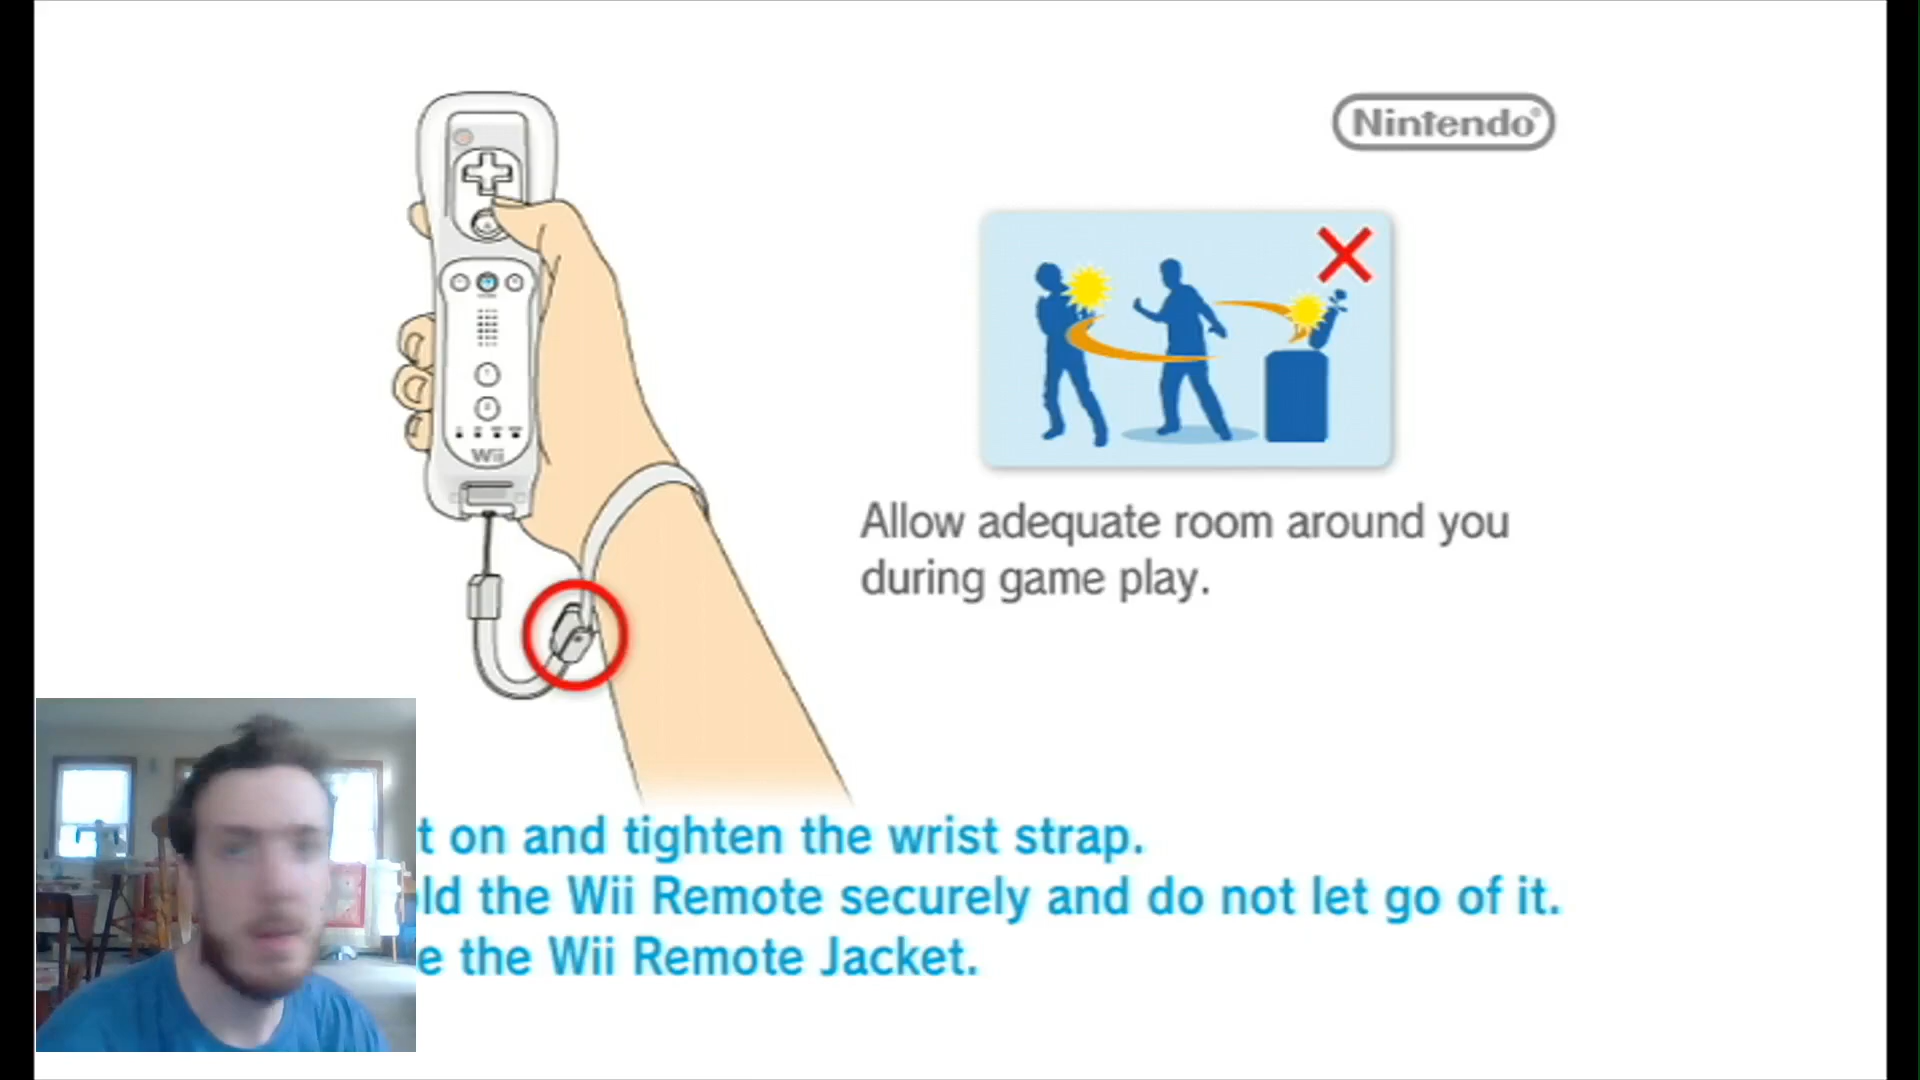 Nintendo®
Wii
Allow adequate room around you
during game play.
t on and tighten the wrist strap.
ld the Wii Remote securely and do not let go of it.
e the Wii Remote Jacket.